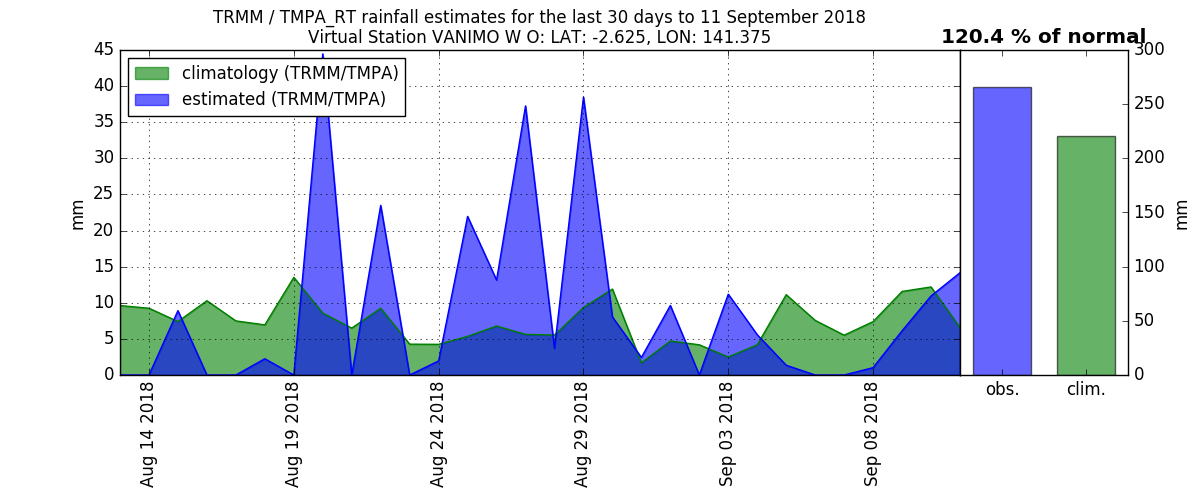 TRMM / TMPA_RT rainfall estimates for the last 30 days to 11 September 2018
Virtual Station VANIMO W O: LAT: -2.625, LON: 141.375
120.4 % of normal
climatology (TRMM/TMPA)
estimated (TRMM/TMPA)
mm
45
40
35
30
25
20
15
10
5
0
Aug 14 2018
Aug 19 2018
Aug 24 2018
Aug 29 2018
Sep 03 2018
Sep 08 2018
300
250
200
150
100
50
0
mm
obs.
clim.